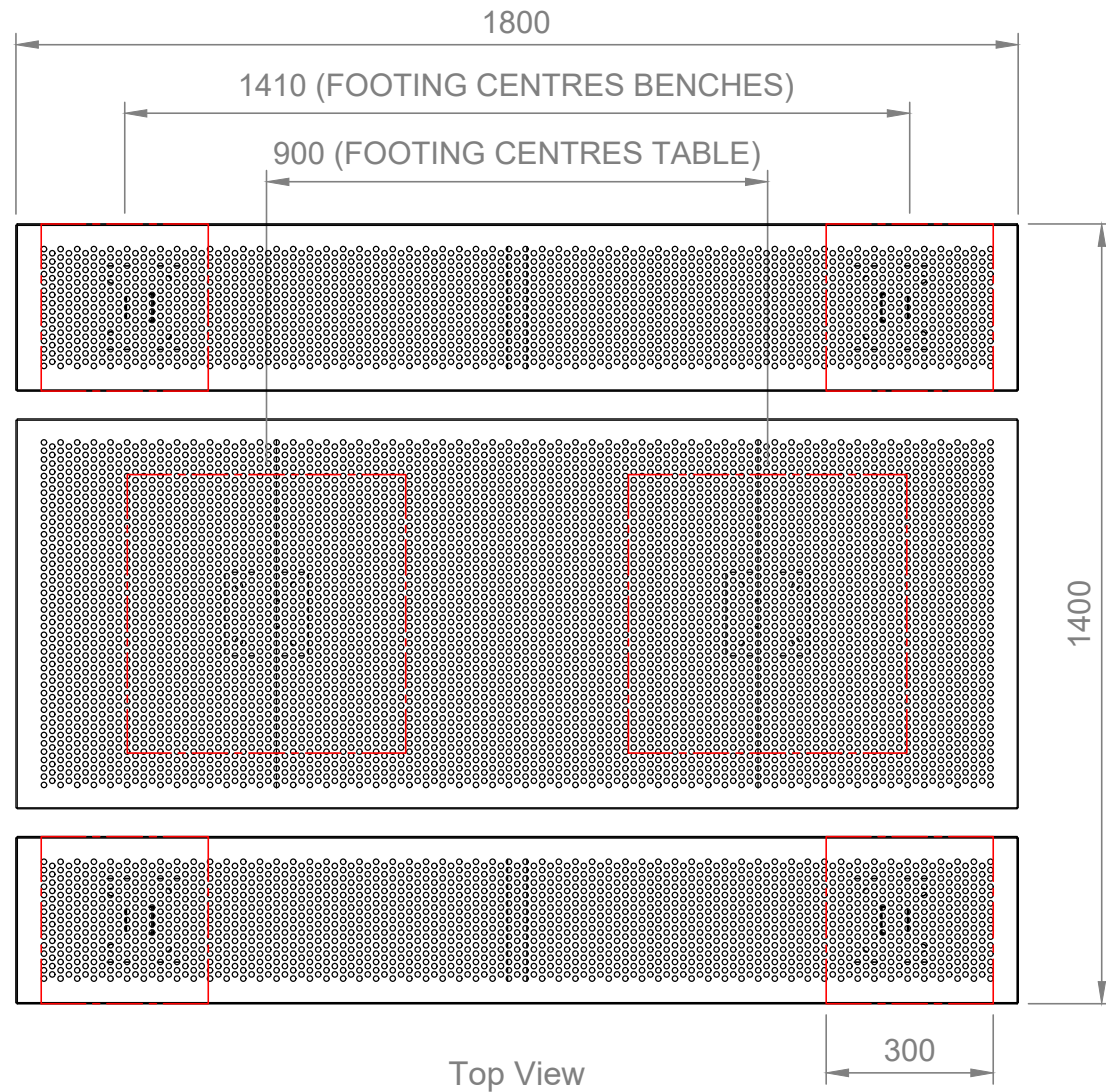 1800
1410 (FOOTING CENTRES BENCHES)
900 (FOOTING CENTRES TABLE)
1400
300
Top View